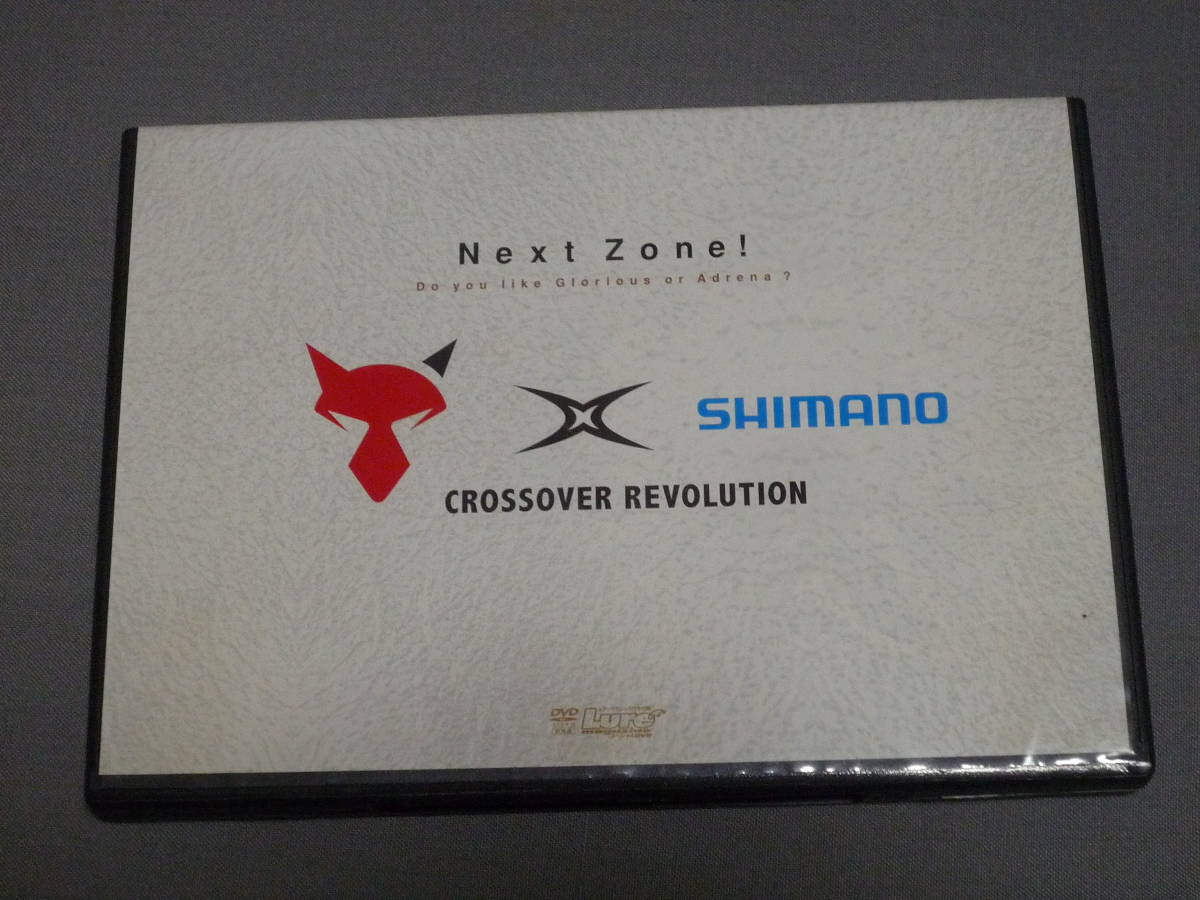 Next Zone!
Do you like Glorious or Adrena ?
SHIMANO
CROSSOVER REVOLUTION
DVD
Lure